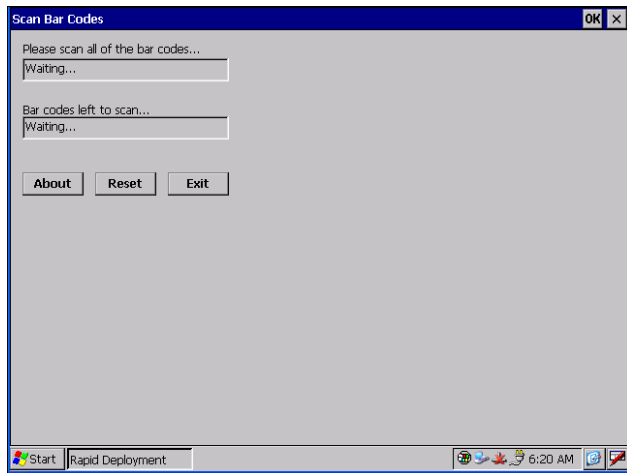 Scan Bar Codes OK
Please scan all of the bar codes...
Waiting...
Bar codes left to scan...
Waiting...
About Reset Exit
Start Rapid Deployment 6:20 AM